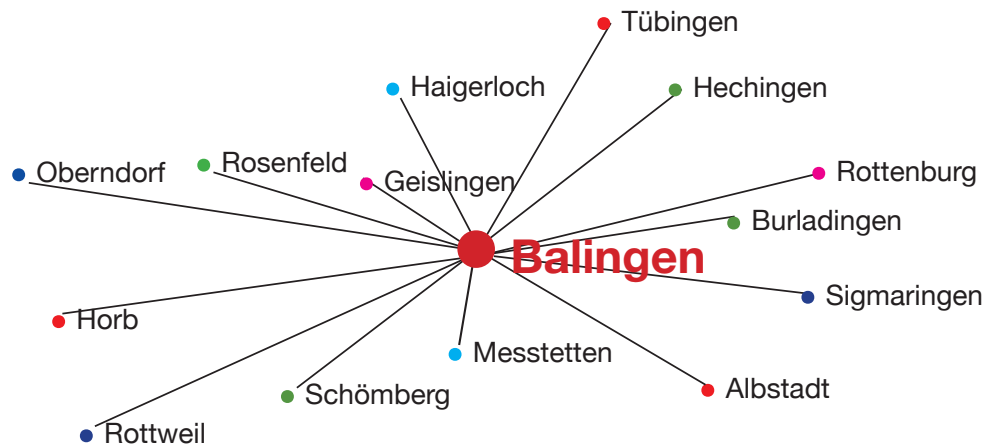 Tübingen
Haigerloch
Hechingen
Oberndorf
Rosenfeld
Geislingen
Rottenburg
Burladingen
Balingen
Sigmaringen
Horb
Messtetten
Albstadt
Schömberg
Rottweil